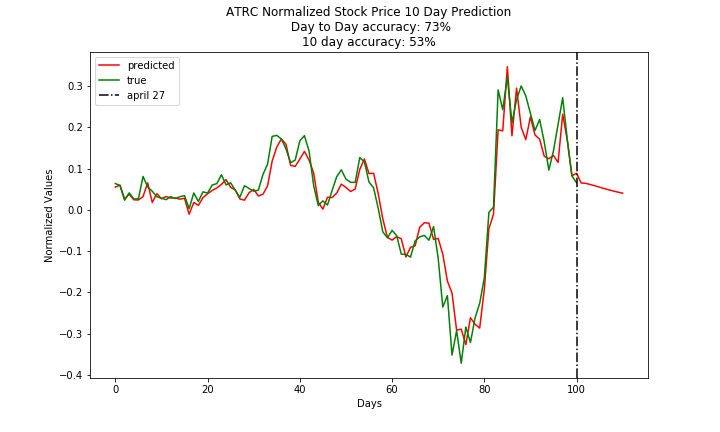 ATRC Normalized Stock Price 10 Day Prediction
Day to Day accuracy: 73%
10 day accuracy: 53%
predicted
true
april 27
Normalized Values
0.3
0.2
0.1
0.0
−0.1
−0.2
−0.3
−0.4
0
20
40
60
80
100
Days